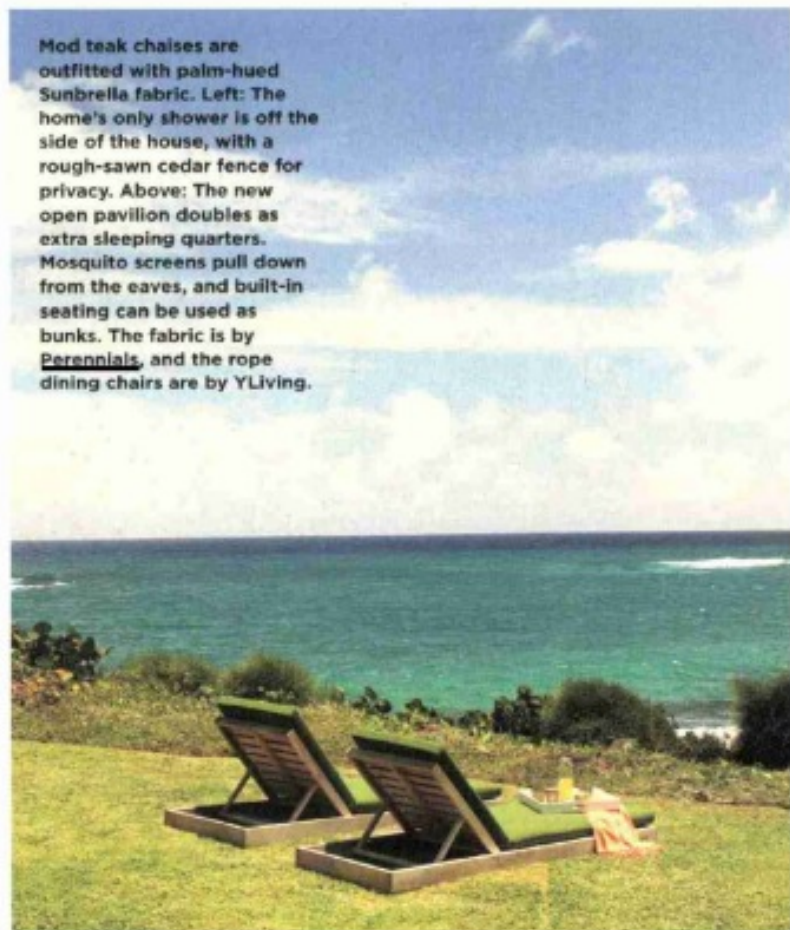 Mod teak chaises are
outfitted with palm-hued
Sunbrella fabric. Left: The
home's only shower is off the
side of the house, with a
rough-sawn cedar fence for
privacy. Above: The new
open pavilion doubles as
extra sleeping quarters.
Mosquito screens pull down
from the eaves, and built-in
seating can be used as
bunks. The fabric is by
Perennials, and the rope
dining chairs are by YLiving.